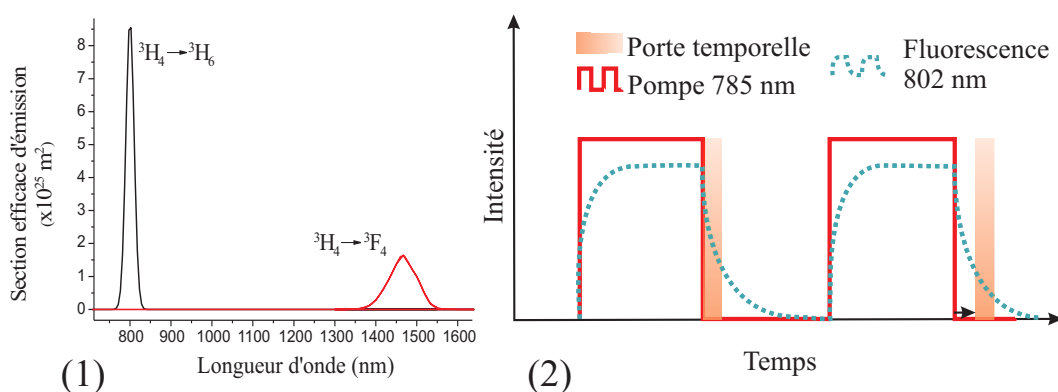 Section efficace d'émission
(x10²⁵ m²)
8
7
6
5
4
3
2
1
0
³H₄→³H₆
³H₄→³F₄
800 900 1000 1100 1200 1300 1400 1500 1600
Longueur d'onde (nm)
(1)
Porte temporelle
Pompe 785 nm
Fluorescence
802 nm
Intensité
Temps
(2)